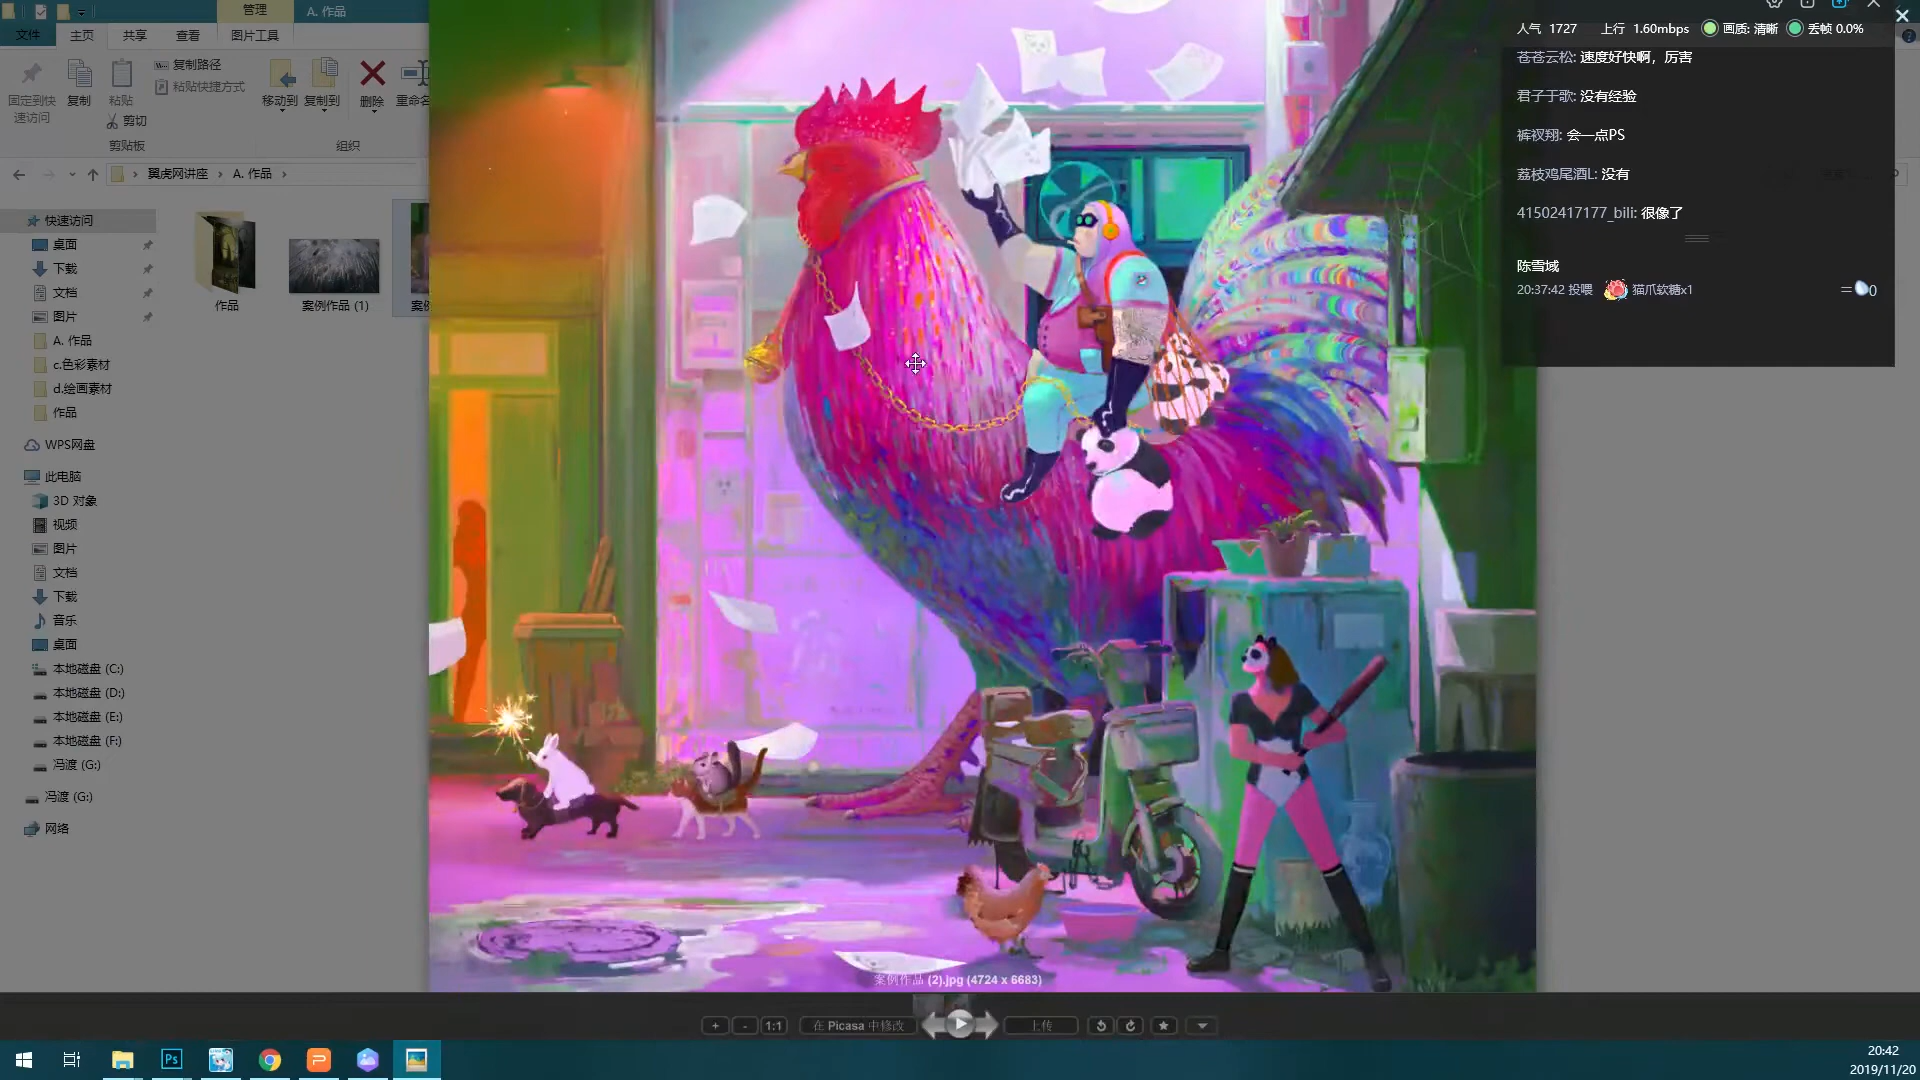 管理
A. 作品
文件
主页
共享
查看
图片工具
固定到快速访问
复制
粘贴
复制路径
粘贴快捷方式
剪切
剪贴板
移动到
复制到
删除
重命名
组织
翼虎网讲座
A. 作品
快速访问
桌面
下载
文档
图片
A. 作品
c.色彩素材
d.绘画素材
作品
WPS网盘
此电脑
3D 对象
视频
图片
文档
下载
音乐
桌面
本地磁盘 (C:)
本地磁盘 (D:)
本地磁盘 (E:)
本地磁盘 (F:)
冯渡 (G:)
冯渡 (G:)
网络
作品
案例作品 (1)
人气 1727
上行 1.60mbps
画质: 清晰
丢帧 0.0%
苍苍云松: 速度好快啊，厉害
君子于歌: 没有经验
裤衩翔: 会一点PS
荔枝鸡尾酒L: 没有
41502417177_bili: 很像了
陈雪域
20:37:42 投喂 猫爪软糖x1
= 0
案例作品 (2).jpg (4724 x 6683)
+
-
1:1
在 Picasa 中修改
上传
Ps
20:42
2019/11/20